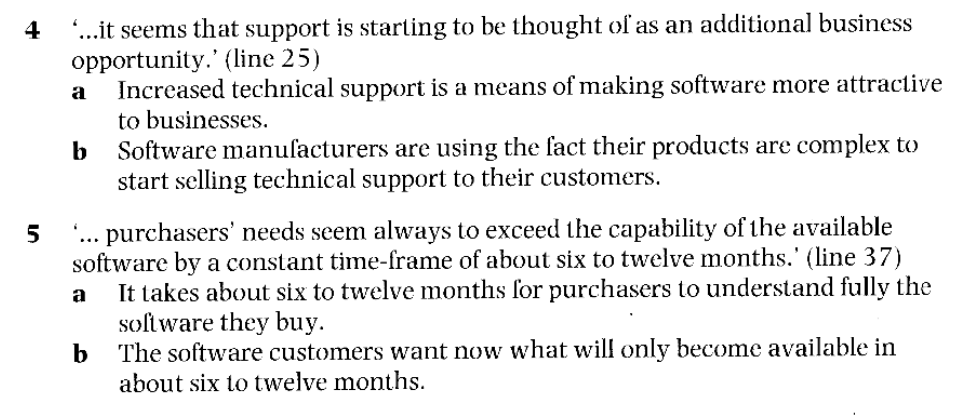 4 ‘...it seems that support is starting to be thought of as an additional business
opportunity.’ (line 25)
a Increased technical support is a means of making software more attractive
to businesses.
b Software manufacturers are using the fact their products are complex to
start selling technical support to their customers.
5 ‘... purchasers’ needs seem always to exceed the capability of the available
software by a constant time-frame of about six to twelve months.’ (line 37)
a It takes about six to twelve months for purchasers to understand fully the
software they buy.
b The software customers want now what will only become available in
about six to twelve months.